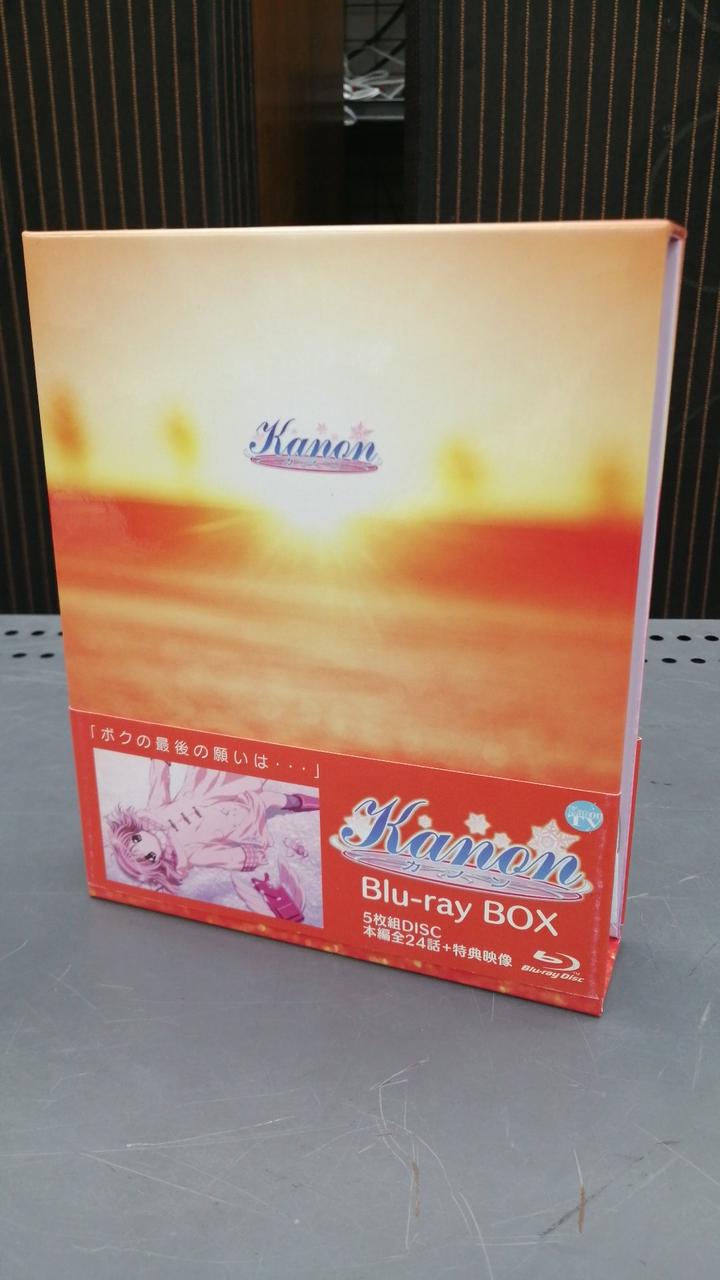 Kanon
「ボクの最後の願いは・・・」
Kanon
カノン
Blu-ray BOX
5枚組DISC
本編全24話+特典映像
Blu-ray Disc